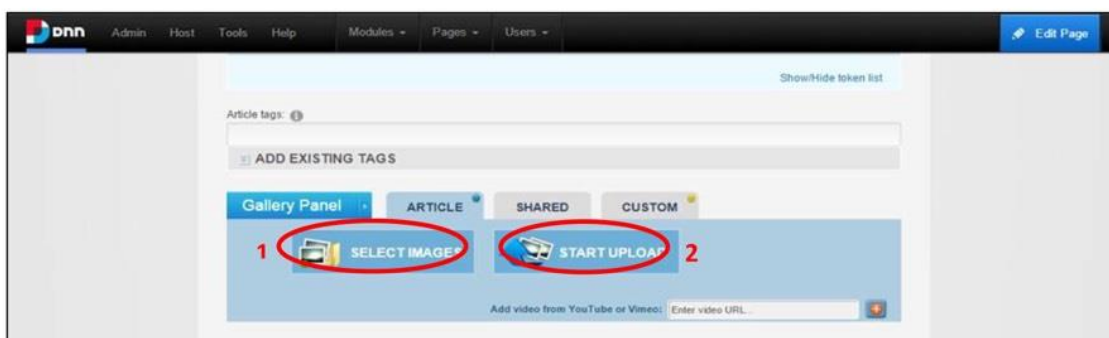 DNN Admin Host Tools Help Modules Pages Users Edit Page
Show/Hide token list
Article tags:
ADD EXISTING TAGS
Gallery Panel ARTICLE SHARED CUSTOM
1 SELECT IMAGES START UPLOAD 2
Add video from YouTube or Vimeo: Enter video URL...